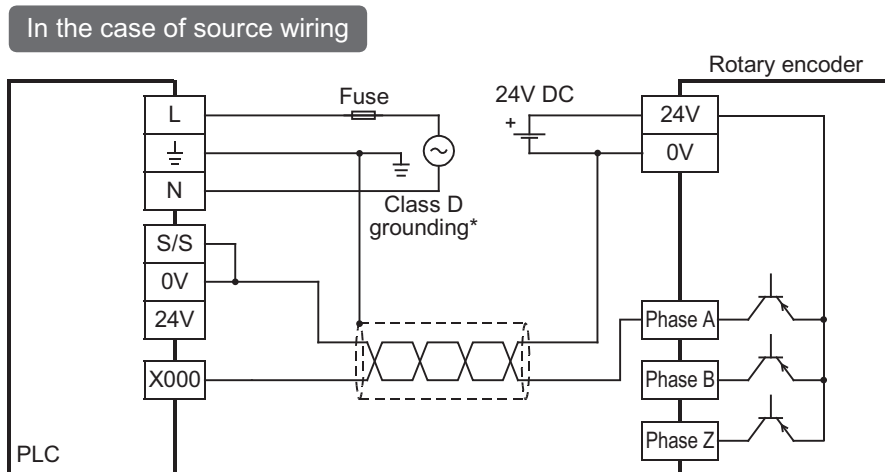 In the case of source wiring
Rotary encoder
Fuse
24V DC
+
L
N
24V
0V
Class D
grounding*
S/S
0V
24V
X000
Phase A
Phase B
Phase Z
PLC